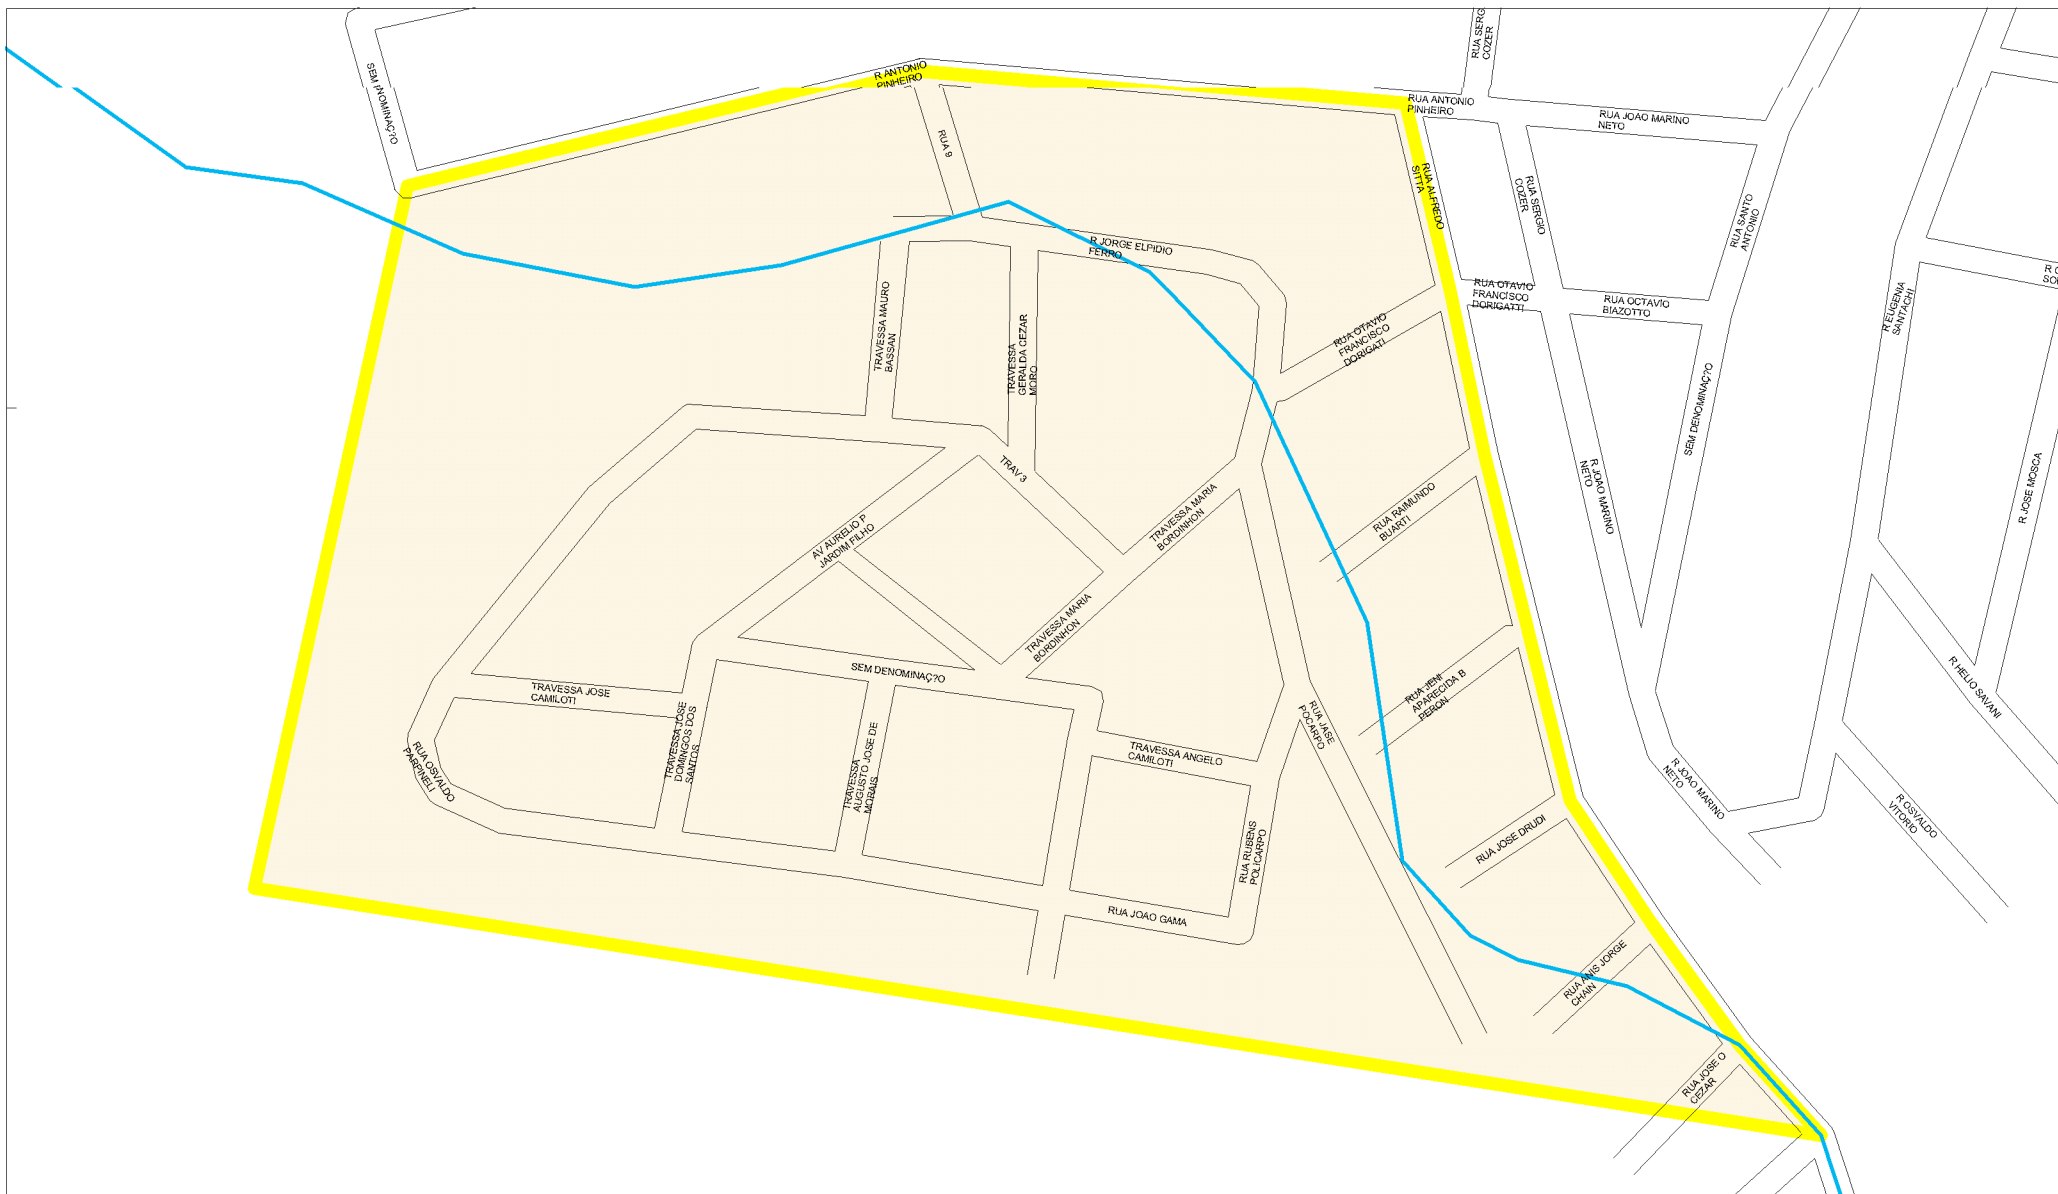 RUA SERG
COZER
SEM
NOMINAÇ?O
R ANTONIO
PINHEIRO
RUA ANTONIO
PINHEIRO
RUA JOAO MARINO
NETO
RUA 9
RUA ALFREDO
SITTA
RUA SERGIO
COZER
RUA SANTO
ANTONIO
R JORGE ELPIDIO
FERRO
RUA OTAVIO
FRANCISCO
DORIGATTI
RUA OCTAVIO
BIAZOTTO
R EUGENIA
SANTACHI
TRAVESSA MAURO
BASSAN
TRAVESSA
GERALDA CEZAR
MORO
RUA OTAVIO
FRANCISCO
DORIGATI
SEM DENOMINAÇ?O
TRAV 3
R JOAO MARINO
NETO
R JOSE MOSCA
TRAVESSA MARIA
BORDINHON
RUA RAIMUNDO
BUARTI
AV AURELIO P
JARDIM FILHO
TRAVESSA MARIA
BORDINHON
SEM DENOMINAÇ?O
TRAVESSA JOSE
CAMILOTI
RUA JENI
APARECIDA B
PERON
R HELIO SAVANI
RUA OSVALDO
PARPINELI
TRAVESSA JOSE
DOMINGOS DOS
SANTOS
TRAVESSA
AUGUSTO JOSE DE
MORAIS
TRAVESSA ANGELO
CAMILOTI
RUA JASE
POCARPO
R JOAO MARINO
NETO
R OSVALDO
VITORIO
RUA RUBENS
POLICARPO
RUA JOSE DRUDI
RUA JOAO GAMA
RUA ANIS JORGE
CHAIN
RUA JOSE O
CEZAR